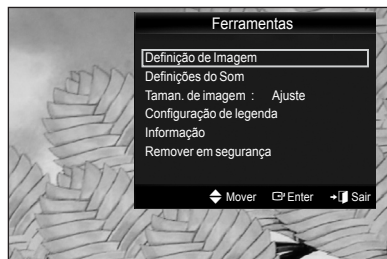 Ferramentas
Definição de Imagem
Definições do Som
Taman. de imagem : Ajuste
Configuração de legenda
Informação
Remover em segurança
Mover Enter Sair